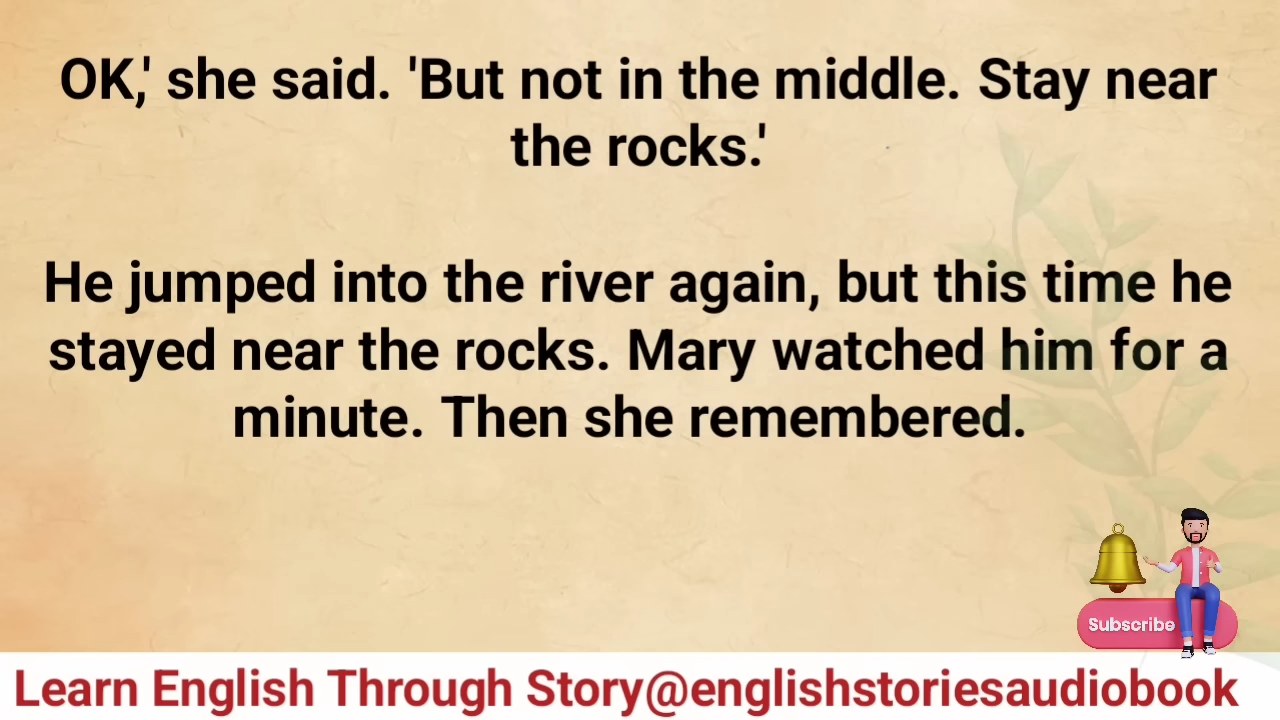 OK,' she said. 'But not in the middle. Stay near
the rocks.'
He jumped into the river again, but this time he
stayed near the rocks. Mary watched him for a
minute. Then she remembered.
Subscribe
Learn English Through Story@englishstoriesaudiobook